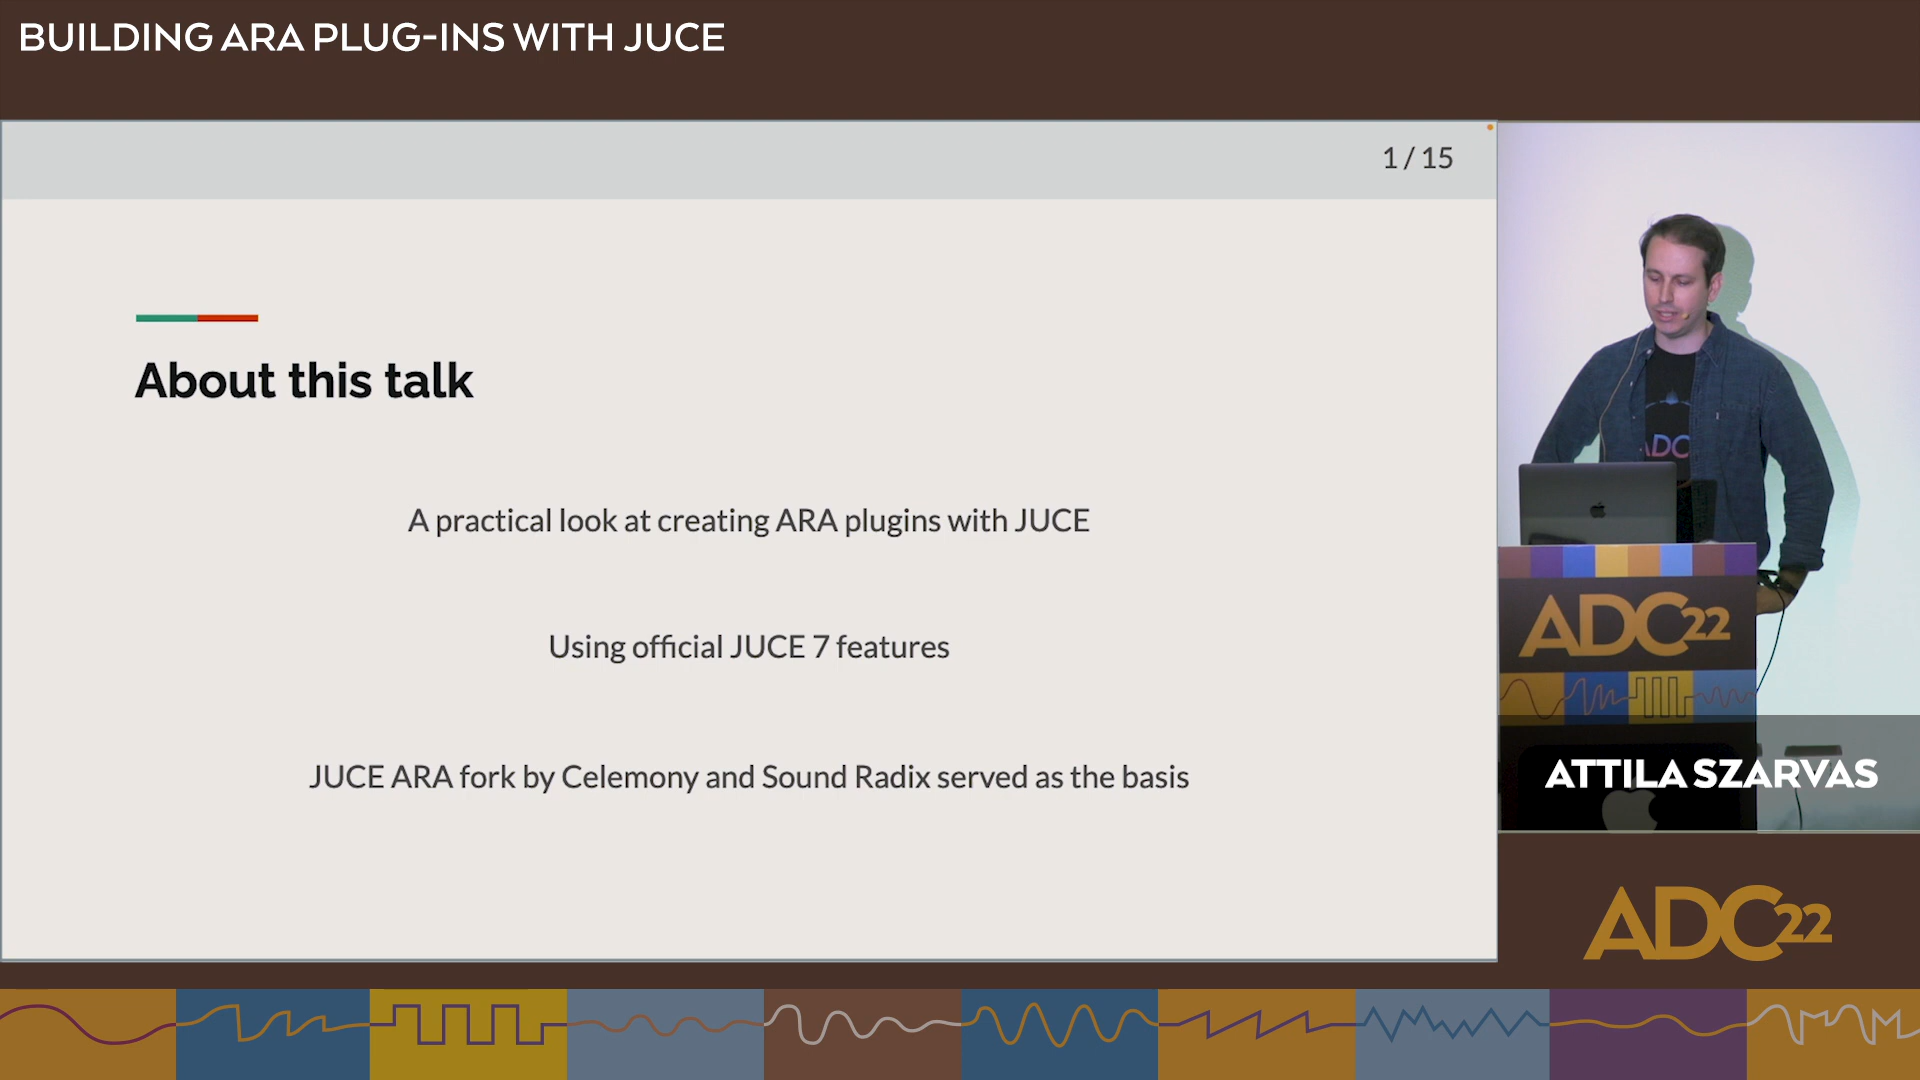 BUILDING ARA PLUG-INS WITH JUCE
1 / 15
About this talk
A practical look at creating ARA plugins with JUCE
Using official JUCE 7 features
JUCE ARA fork by Celemony and Sound Radix served as the basis
ADC
ADC22
ATTILA SZARVAS
ADC22